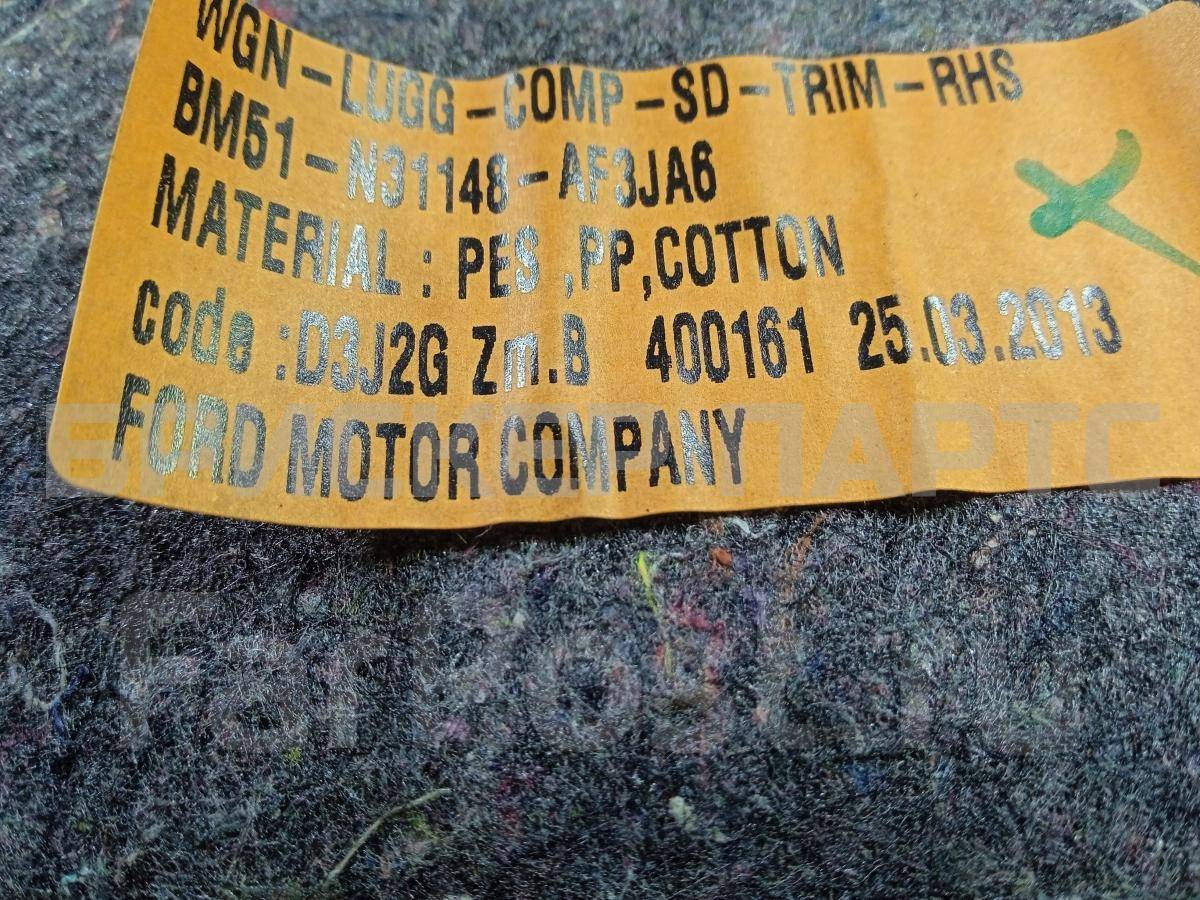 WGN-LUGG-COMP-SD-TRIM-RHS
BM51-N31148-AF3JA6
MATERIAL : PES ,PP,COTTON
code :D3J2G Zm.B 400161 25.03.2013
FORD MOTOR COMPANY